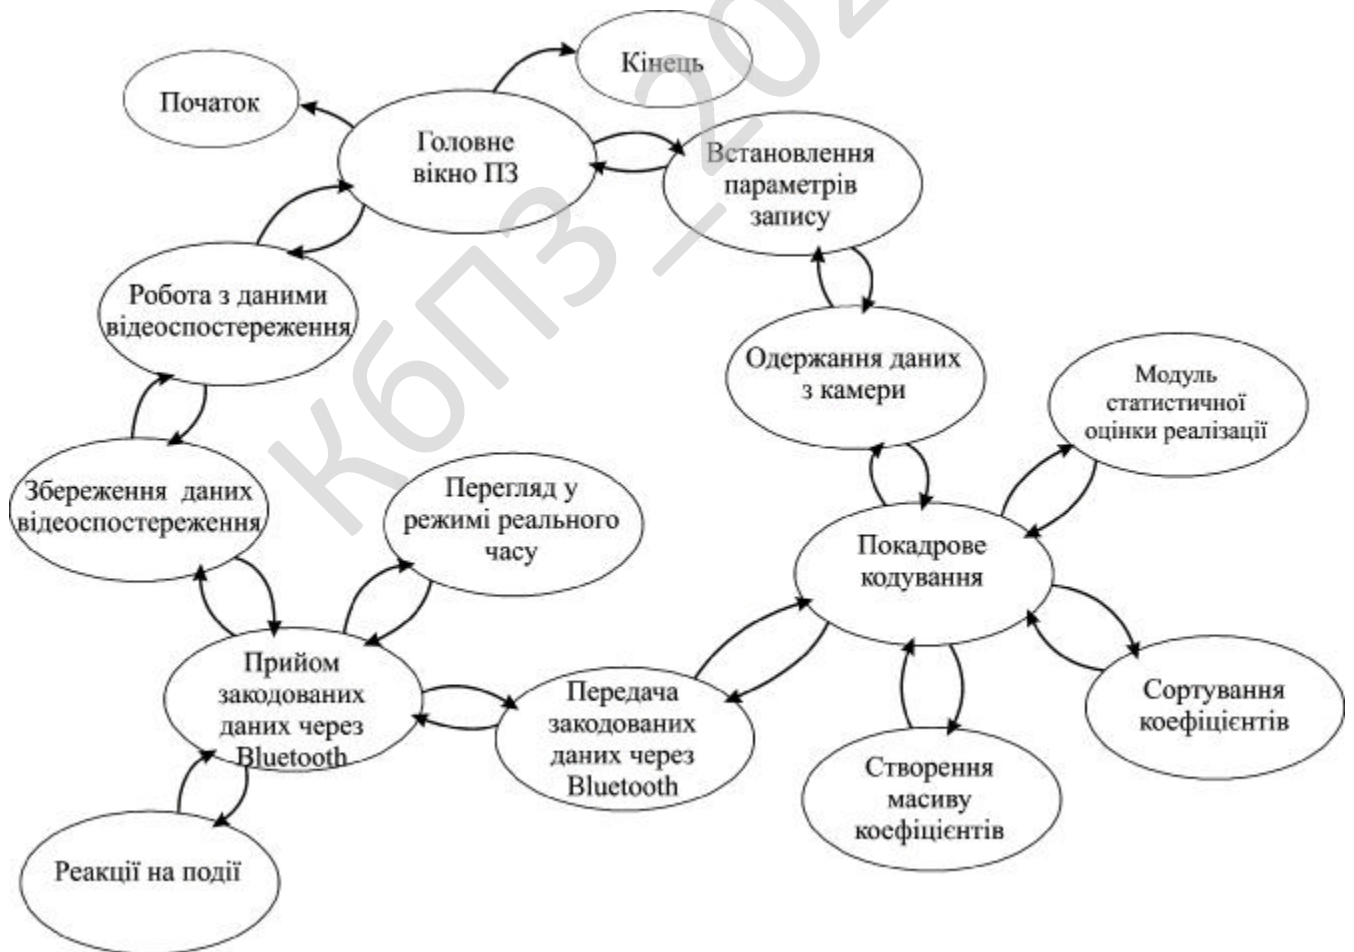 Кінець
Початок
Головне
вікно ПЗ
Встановлення
параметрів
запису
Робота з даними
відеоспостереження
Одержання даних
з камери
Модуль
статистичної
оцінки реалізації
Збереження даних
відеоспостереження
Перегляд у
режимі реального
часу
Покадрове
кодування
Прийом
закодованих
даних через
Bluetooth
Передача
закодованих
даних через
Bluetooth
Сортування
коефіцієнтів
Створення
масиву
коефіцієнтів
Реакції на події